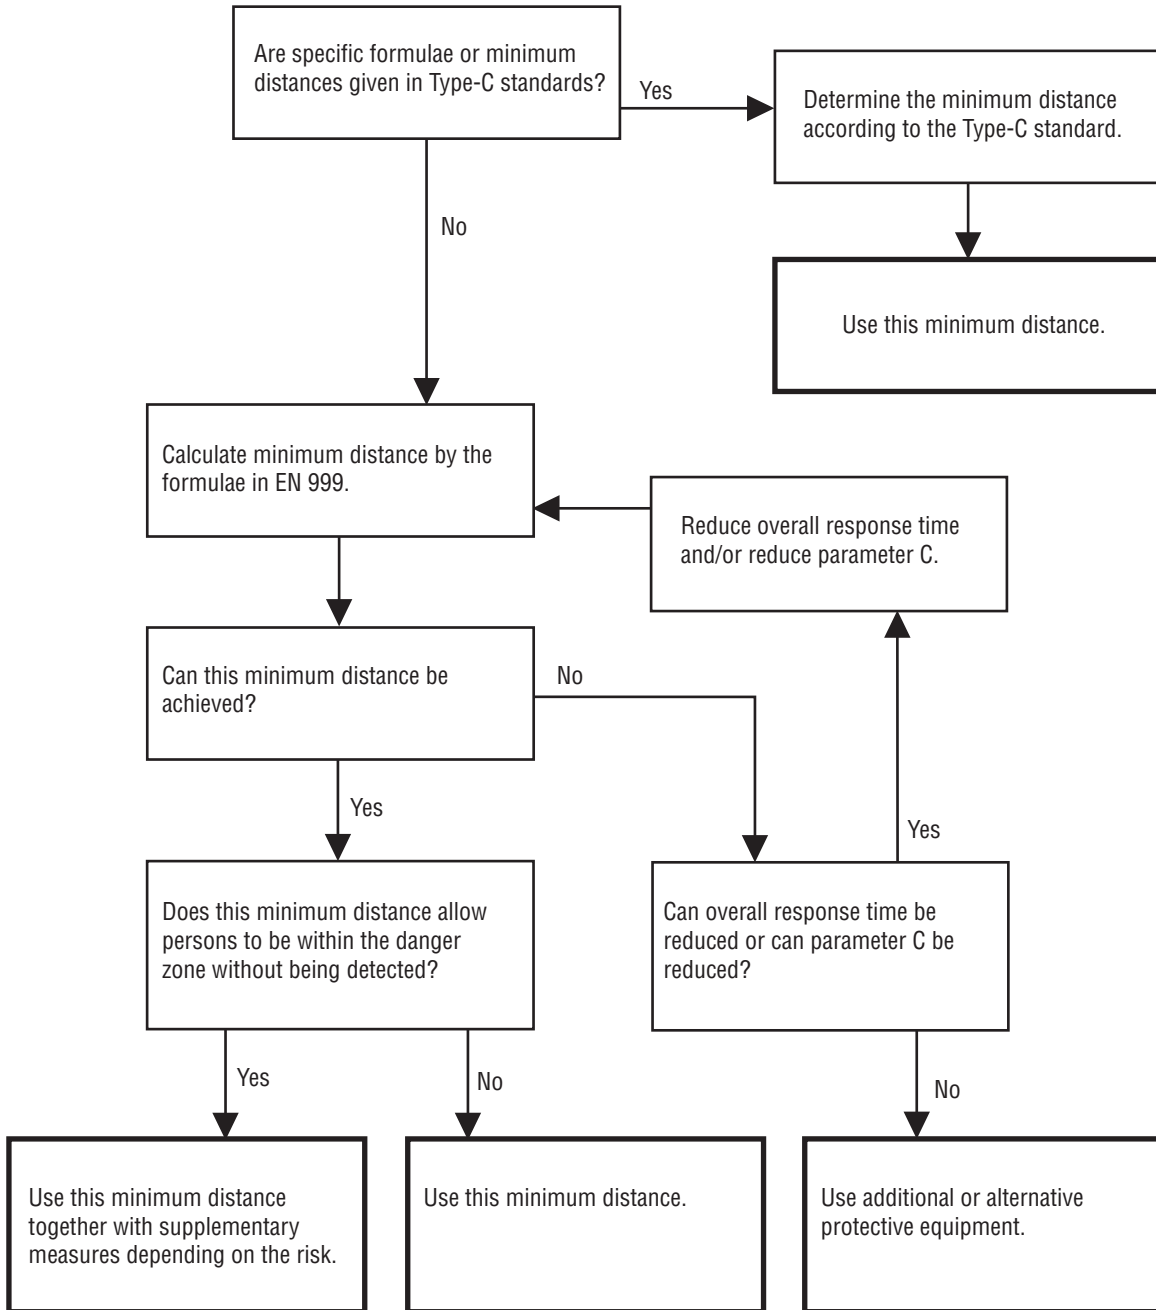 Are specific formulae or minimum
distances given in Type-C standards?
Yes
Determine the minimum distance
according to the Type-C standard.
No
Use this minimum distance.
Calculate minimum distance by the
formulae in EN 999.
Reduce overall response time
and/or reduce parameter C.
Can this minimum distance be
achieved?
No
Yes
Yes
Does this minimum distance allow
persons to be within the danger
zone without being detected?
Can overall response time be
reduced or can parameter C be
reduced?
Yes
No
No
Use this minimum distance
together with supplementary
measures depending on the risk.
Use this minimum distance.
Use additional or alternative
protective equipment.